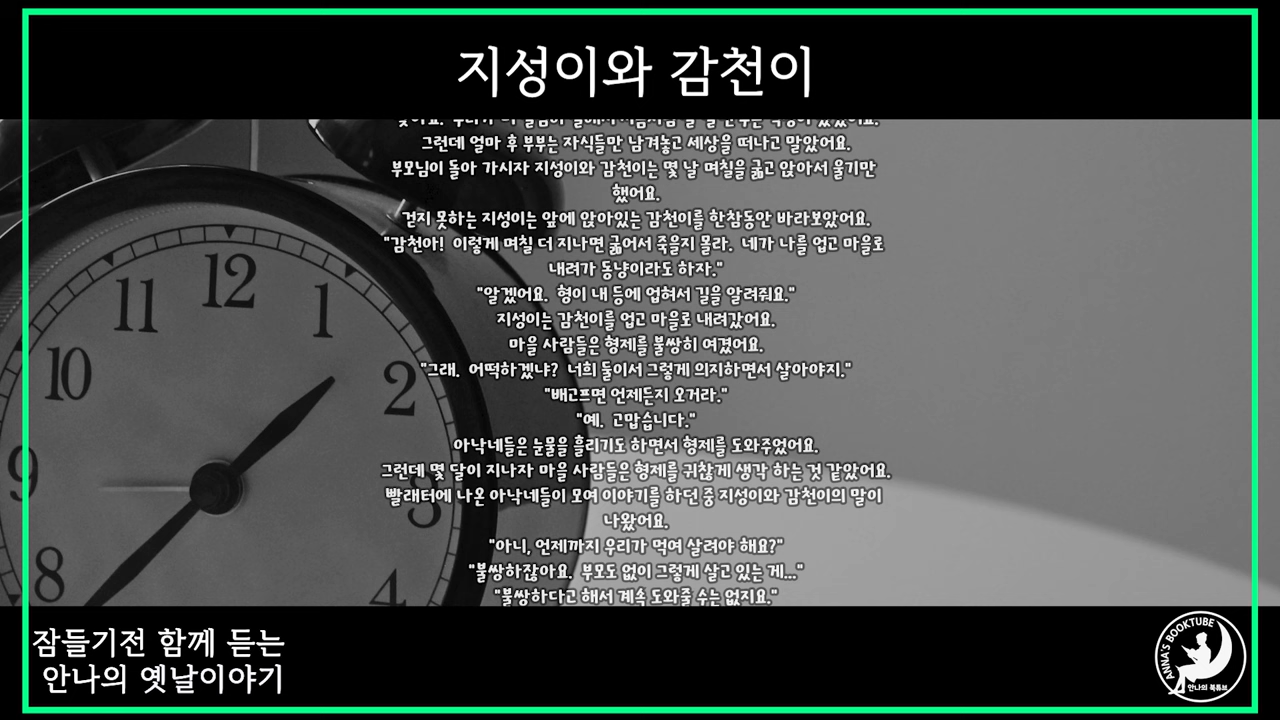 지성이와 감천이
그런데 얼마 후 부부는 자식들만 남겨놓고 세상을 떠나고 말았어요.
부모님이 돌아 가시자 지성이와 감천이는 몇 날 며칠을 굶고 앉아서 울기만
했어요.
걷지 못하는 지성이는 앞에 앉아있는 감천이를 한참동안 바라보았어요.
"감천아! 이렇게 며칠 더 지나면 굶어서 죽을지 몰라. 네가 나를 업고 마을로
내려가 동냥이라도 하자."
"알겠어요. 형이 내 등에 업혀서 길을 알려줘요."
지성이는 감천이를 업고 마을로 내려갔어요.
마을 사람들은 형제를 불쌍히 여겼어요.
"그래. 어떡하겠냐? 너희 둘이서 그렇게 의지하면서 살아야지."
"배고프면 언제든지 오거라."
"예. 고맙습니다."
아낙네들은 눈물을 흘리기도 하면서 형제를 도와주었어요.
그런데 몇 달이 지나자 마을 사람들은 형제를 귀찮게 생각 하는 것 같았어요.
빨래터에 나온 아낙네들이 모여 이야기를 하던 중 지성이와 감천이의 말이
나왔어요.
"아니, 언제까지 우리가 먹여 살려야 해요?"
"불쌍하잖아요. 부모도 없이 그렇게 살고 있는 게..."
"불쌍하다고 해서 계속 도와줄 수는 없지요."
11
12
1
10
2
9
3
8
4
잠들기전 함께 듣는
안나의 옛날이야기
ANNA'S BOOKTUBE
안나의 북튜브